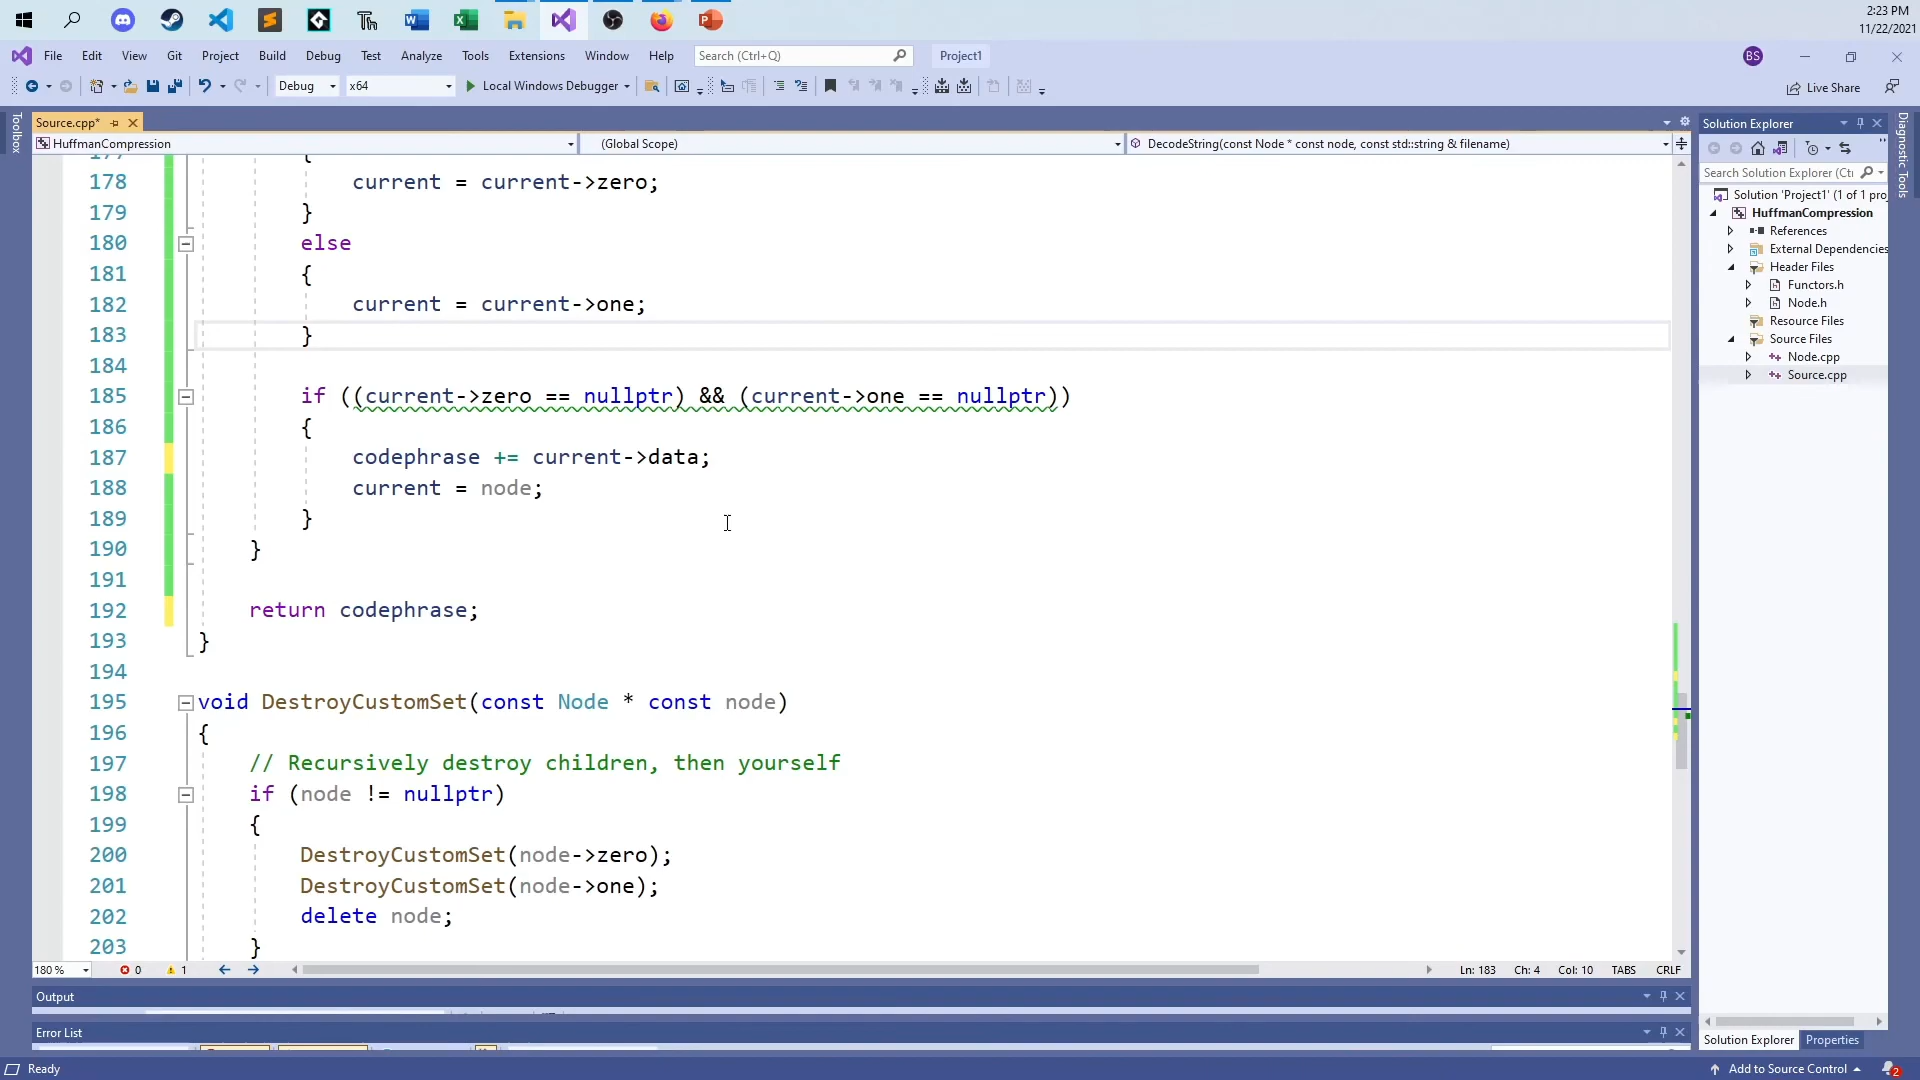 2:23 PM
11/22/2021
File Edit View Git Project Build Debug Test Analyze Tools Extensions Window Help Search (Ctrl+Q) Project1 BS
Debug x64 Local Windows Debugger Live Share
Toolbox
Source.cpp*
HuffmanCompression (Global Scope) DecodeString(const Node * const node, const std::string & filename)
177 {
178 current = current->zero;
179 }
180 else
181 {
182 current = current->one;
183 }
184
185 if ((current->zero == nullptr) && (current->one == nullptr))
186 {
187 codephrase += current->data;
188 current = node;
189 }
190 }
191
192 return codephrase;
193 }
194
195 void DestroyCustomSet(const Node * const node)
196 {
197 // Recursively destroy children, then yourself
198 if (node != nullptr)
199 {
200 DestroyCustomSet(node->zero);
201 DestroyCustomSet(node->one);
202 delete node;
203 }
180 % 0 1 Ln: 183 Ch: 4 Col: 10 TABS CRLF
Output
Error List
Solution Explorer
Search Solution Explorer (Ctr
Solution 'Project1' (1 of 1 proj
HuffmanCompression
References
External Dependencies
Header Files
Functors.h
Node.h
Resource Files
Source Files
Node.cpp
Source.cpp
Solution Explorer Properties
Diagnostic Tools
Ready Add to Source Control 2